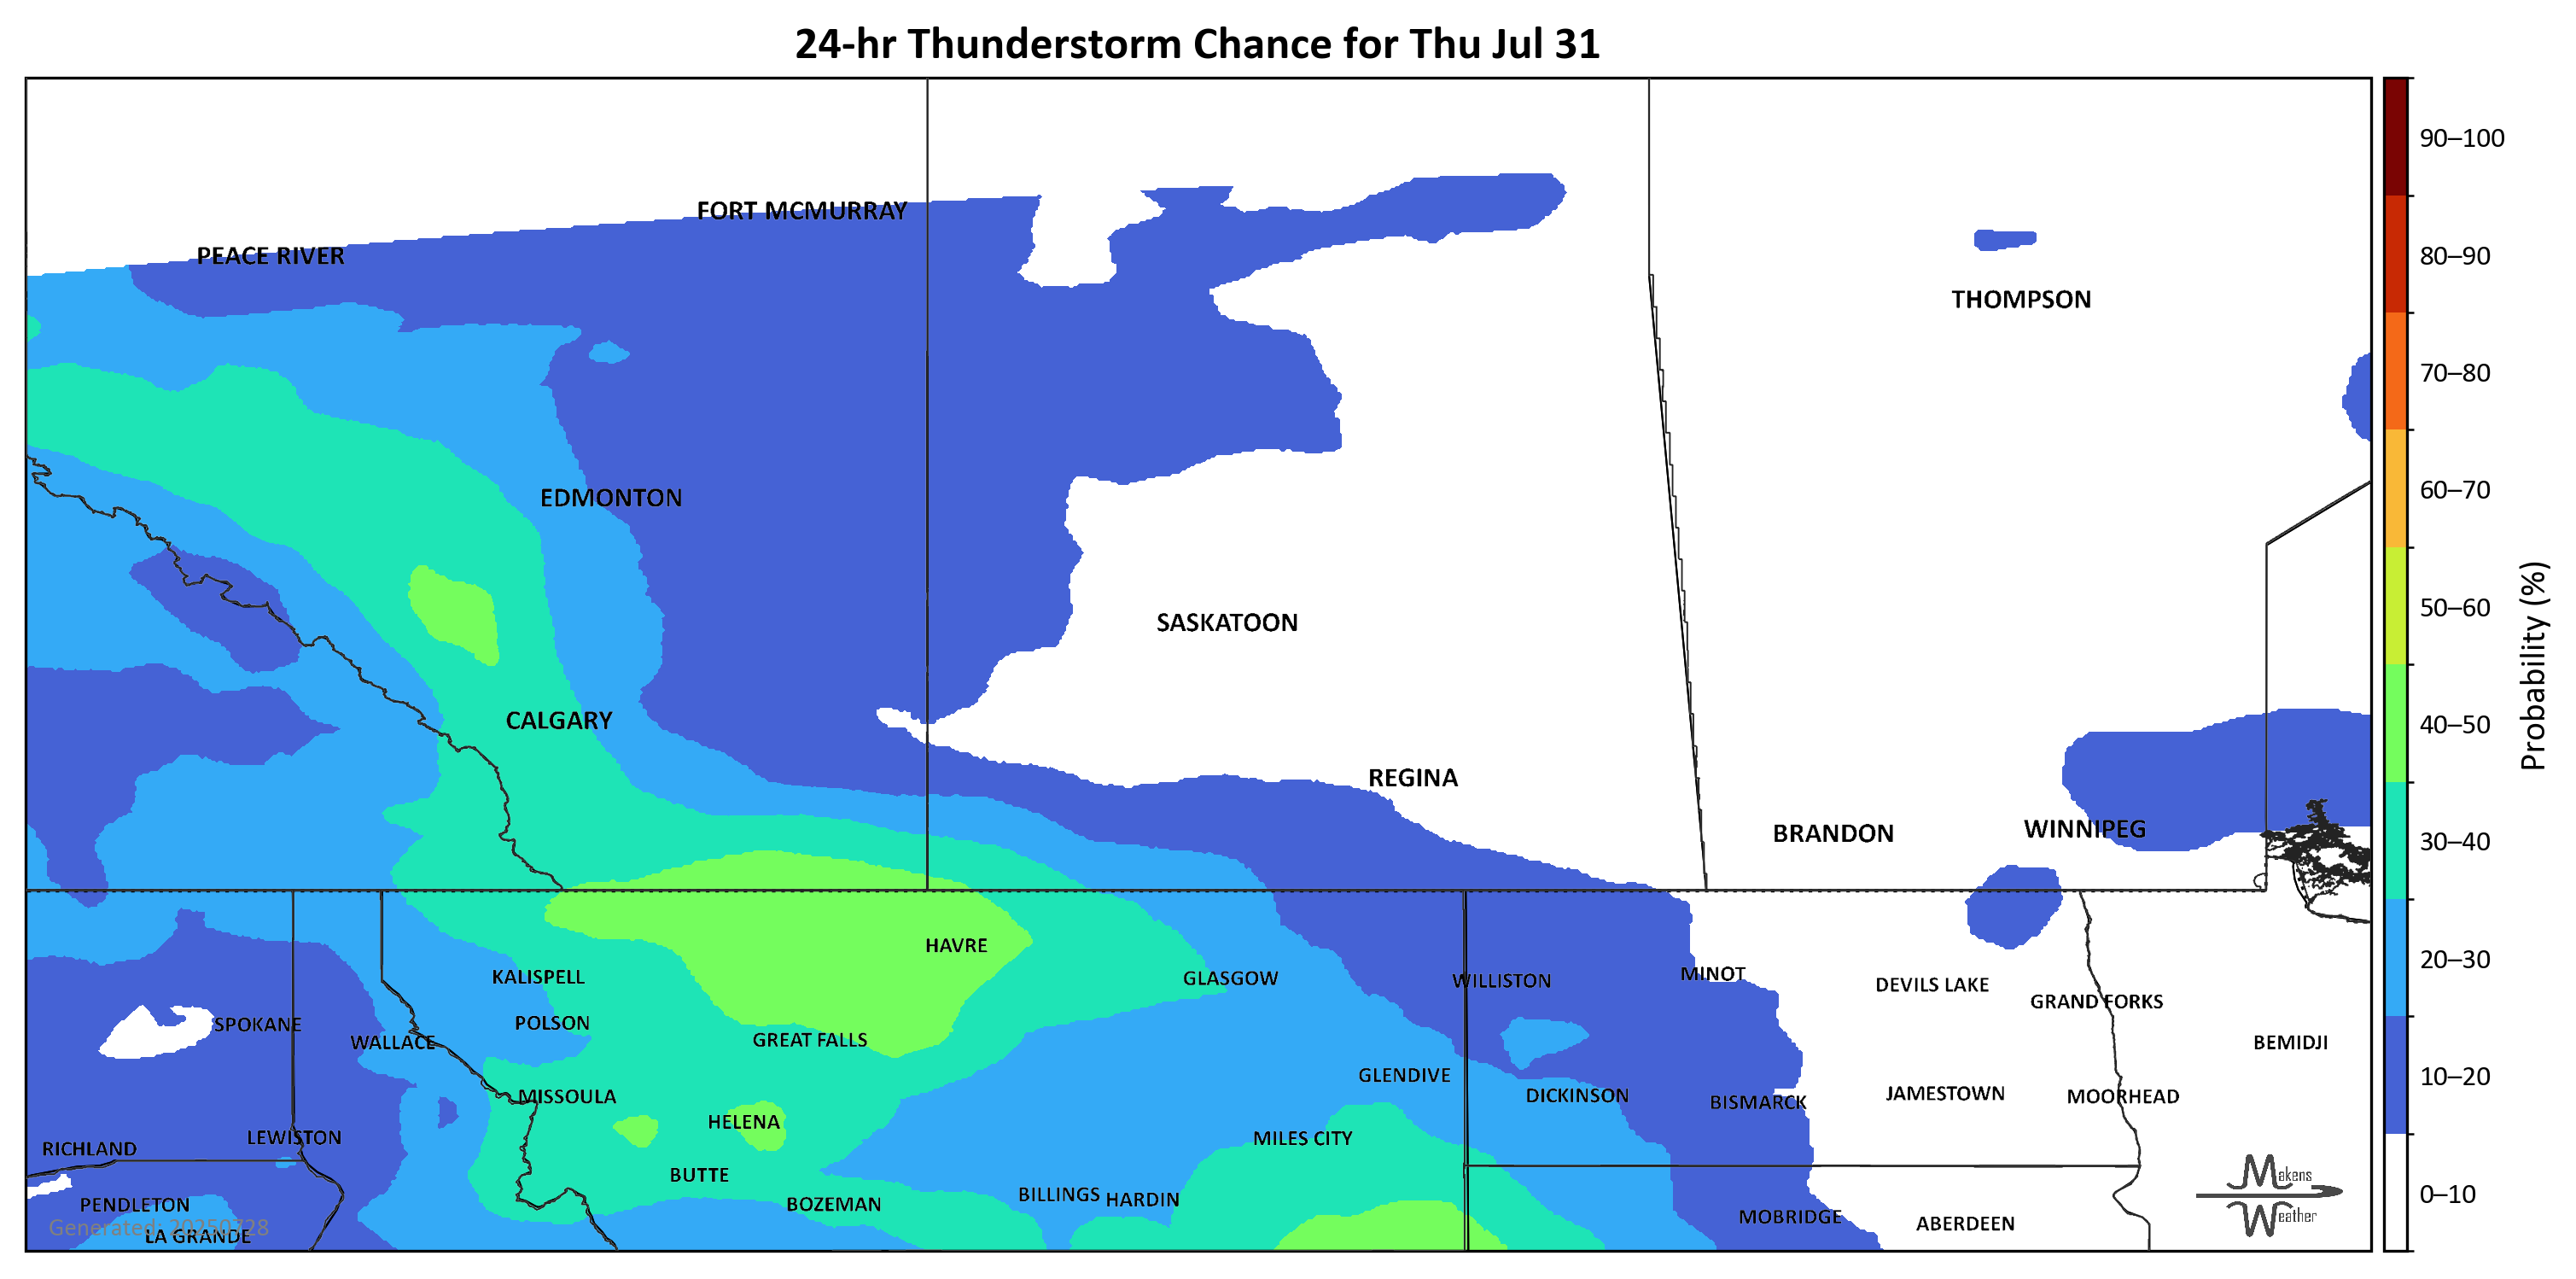 24-hr Thunderstorm Chance for Thu Jul 31
90–100
FORT MCMURRAY
PEACE RIVER
80–90
THOMPSON
70–80
EDMONTON
60–70
50–60
SASKATOON
Probability (%)
CALGARY
40–50
REGINA
BRANDON
WINNIPEG
30–40
HAVRE
20–30
KALISPELL
GLASGOW
WILLISTON
MINOT
DEVILS LAKE
GRAND FORKS
SPOKANE
POLSON
WALLACE
GREAT FALLS
BEMIDJI
GLENDIVE
10–20
MISSOULA
DICKINSON
BISMARCK
JAMESTOWN
MOORHEAD
HELENA
RICHLAND
LEWISTON
MILES CITY
BUTTE
Makens
Weather
0–10
PENDLETON
BOZEMAN
BILLINGS
HARDIN
MOBRIDGE
ABERDEEN
Generated: 20250728
LA GRANDE